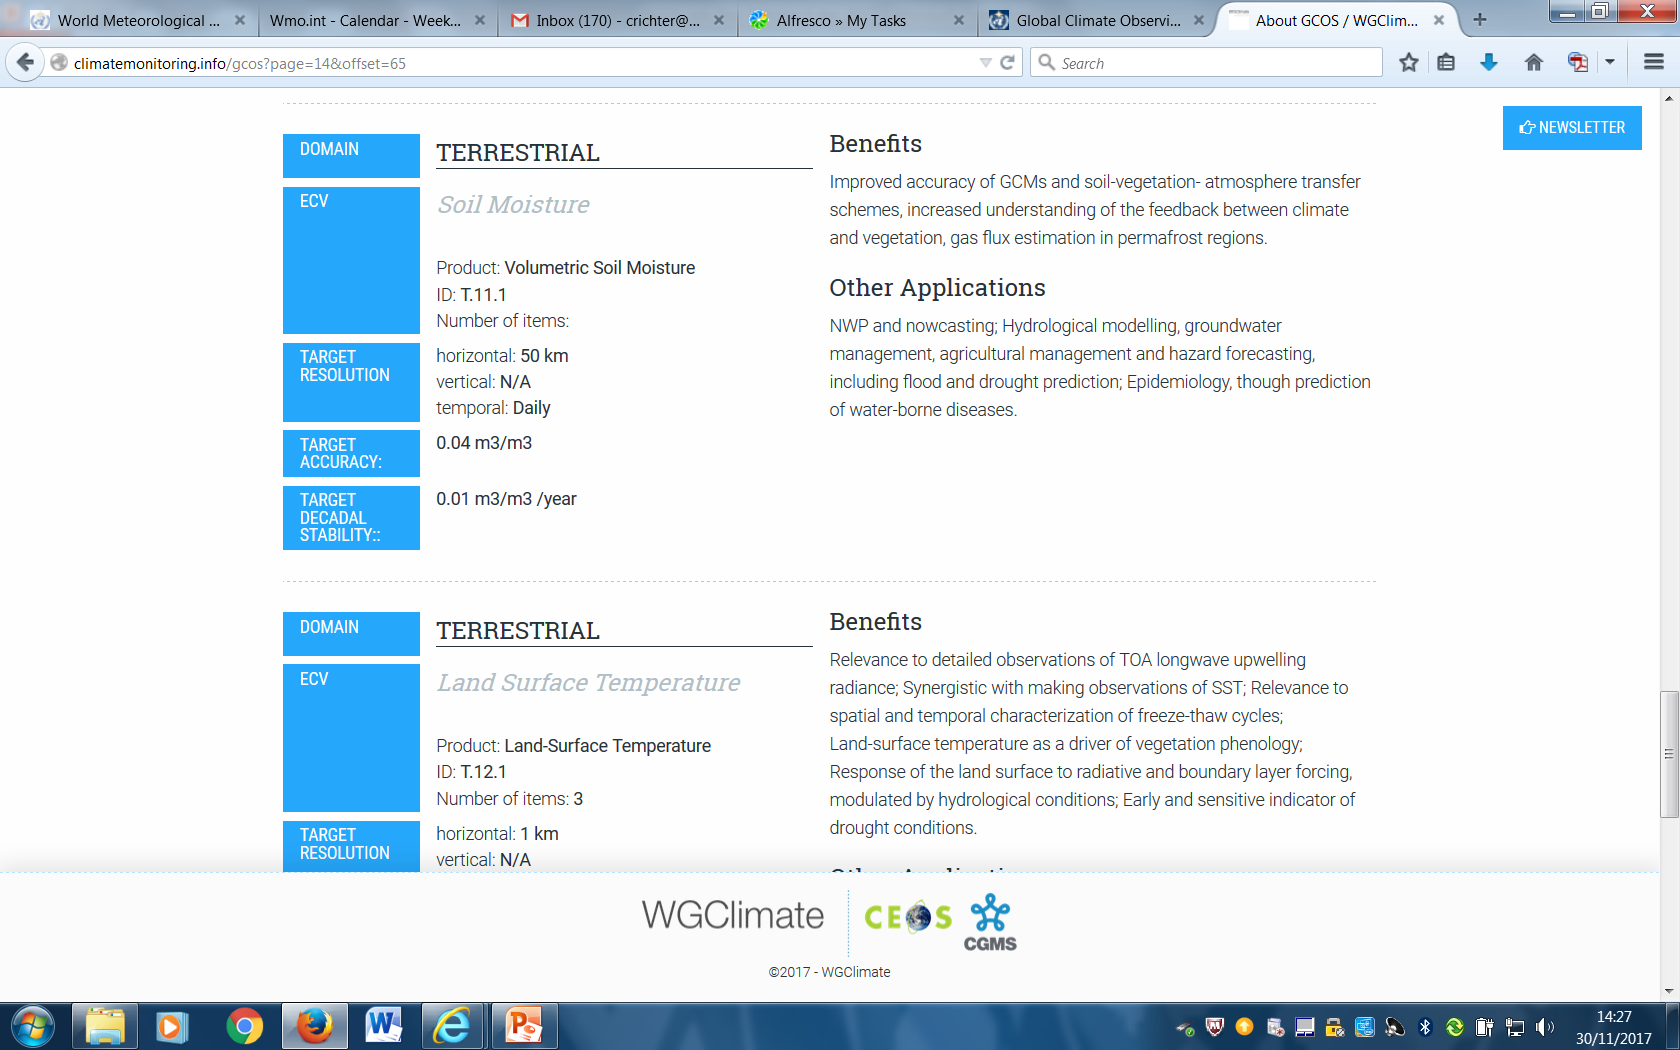 World Meteorological ...
Wmo.int - Calendar - Week...
Inbox (170) - crichter@...
Alfresco » My Tasks
Global Climate Observi...
About GCOS / WGClim...
climatemonitoring.info/gcos?page=14&offset=65
Search
NEWSLETTER
DOMAIN
TERRESTRIAL
ECV
Soil Moisture
Product: Volumetric Soil Moisture
ID: T.11.1
Number of items:
TARGET
RESOLUTION
horizontal: 50 km
vertical: N/A
temporal: Daily
TARGET
ACCURACY:
0.04 m3/m3
TARGET
DECADAL
STABILITY::
0.01 m3/m3 /year
Benefits
Improved accuracy of GCMs and soil-vegetation- atmosphere transfer
schemes, increased understanding of the feedback between climate
and vegetation, gas flux estimation in permafrost regions.
Other Applications
NWP and nowcasting; Hydrological modelling, groundwater
management, agricultural management and hazard forecasting,
including flood and drought prediction; Epidemiology, though prediction
of water-borne diseases.
DOMAIN
TERRESTRIAL
ECV
Land Surface Temperature
Product: Land-Surface Temperature
ID: T.12.1
Number of items: 3
TARGET
RESOLUTION
horizontal: 1 km
vertical: N/A
Benefits
Relevance to detailed observations of TOA longwave upwelling
radiance; Synergistic with making observations of SST; Relevance to
spatial and temporal characterization of freeze-thaw cycles;
Land-surface temperature as a driver of vegetation phenology;
Response of the land surface to radiative and boundary layer forcing,
modulated by hydrological conditions; Early and sensitive indicator of
drought conditions.
WGClimate
CEOS
CGMS
©2017 - WGClimate
14:27
30/11/2017